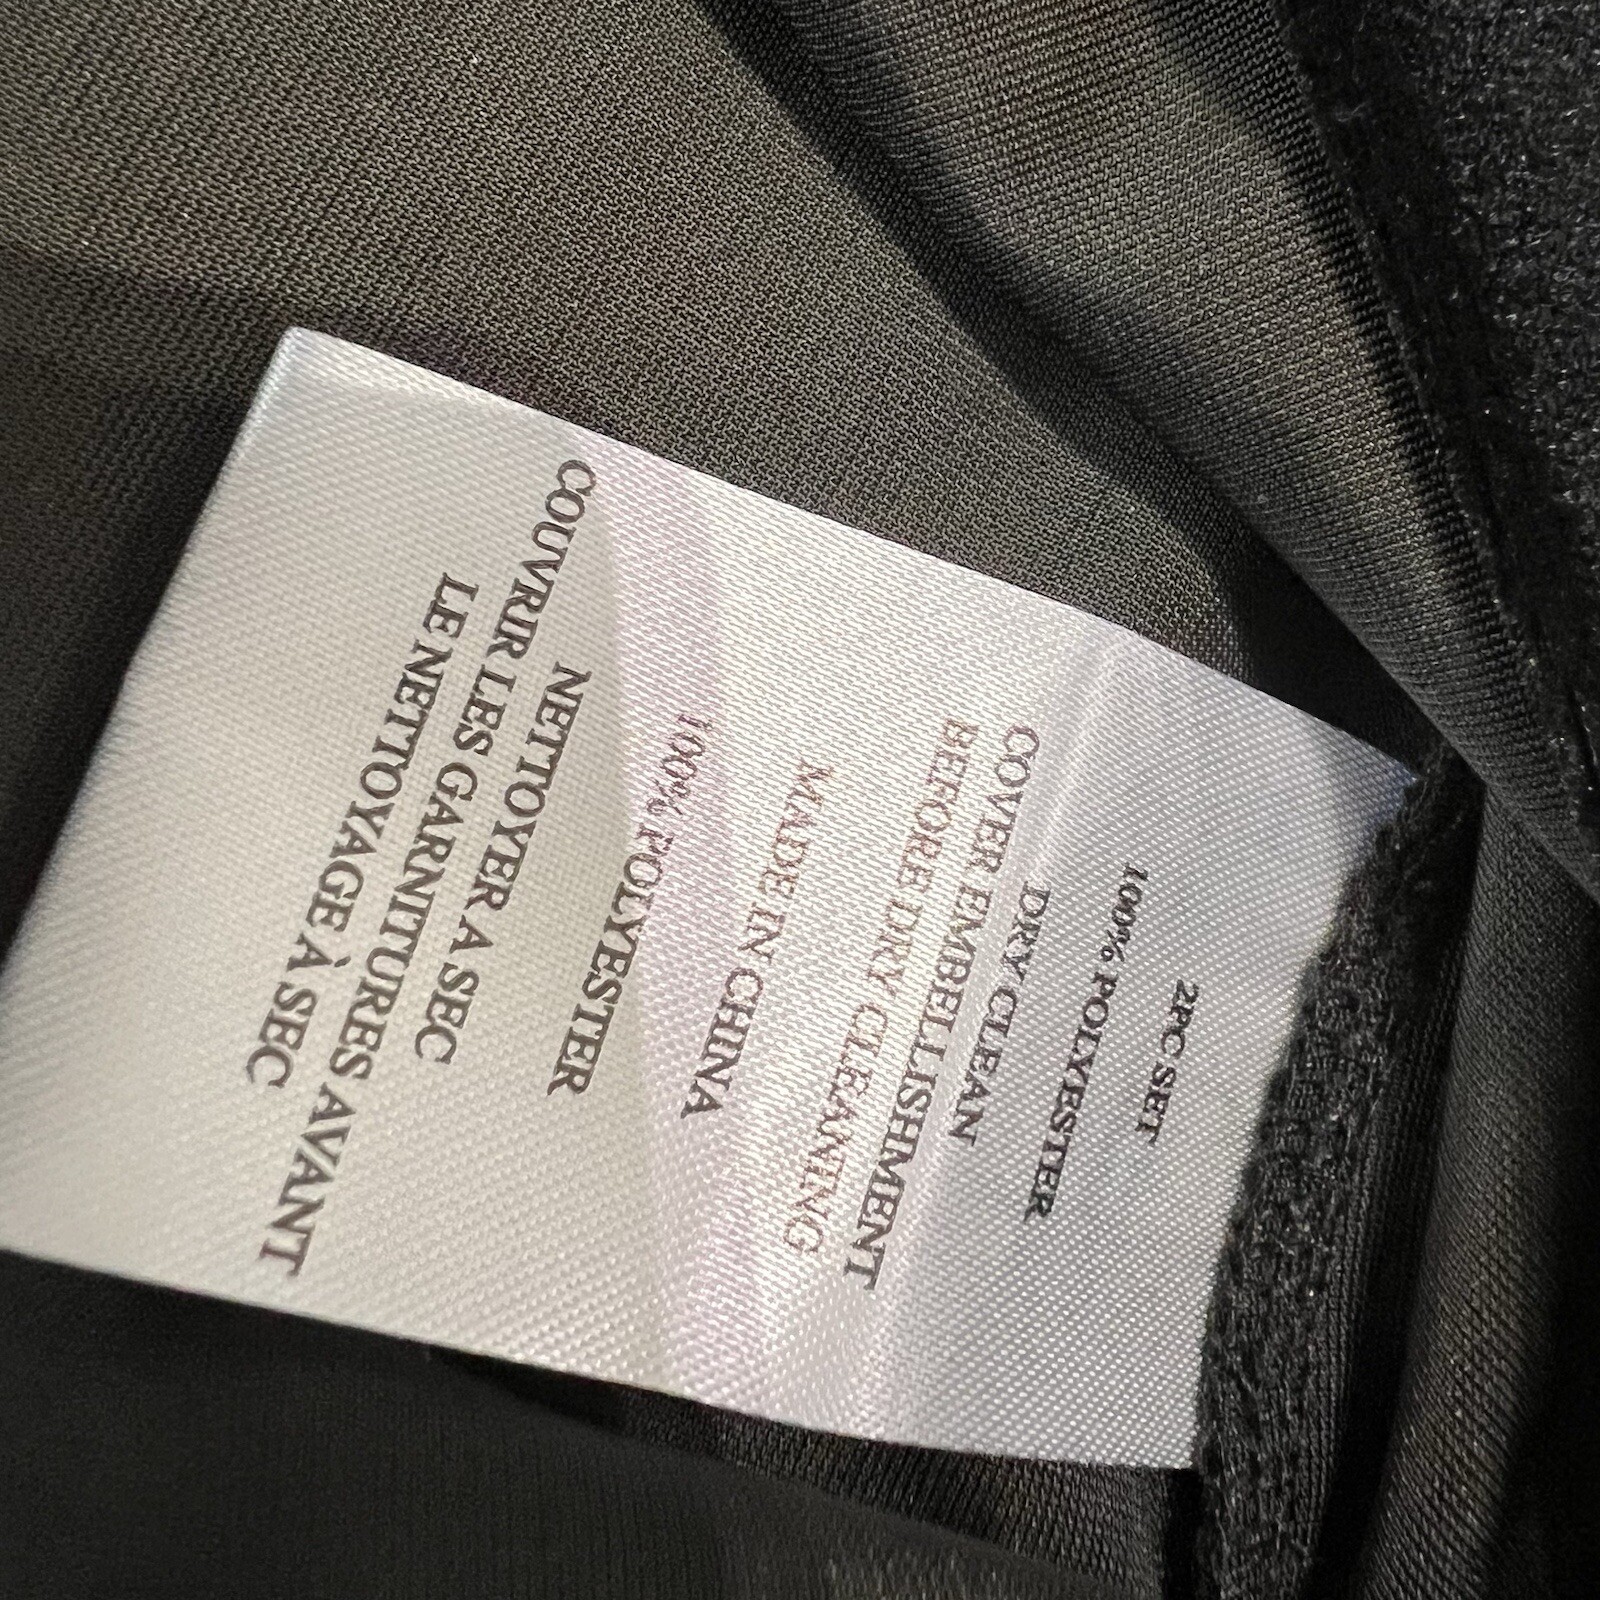 2PC SET
100% POLYESTER
DRY CLEAN
COVER EMBELLISHMENT
BEFORE DRY CLEANING
MADE IN CHINA
100% POLYESTER
NETTOYER A SEC
COUVRIR LES GARNITURES AVANT
LE NETTOYAGE À SEC